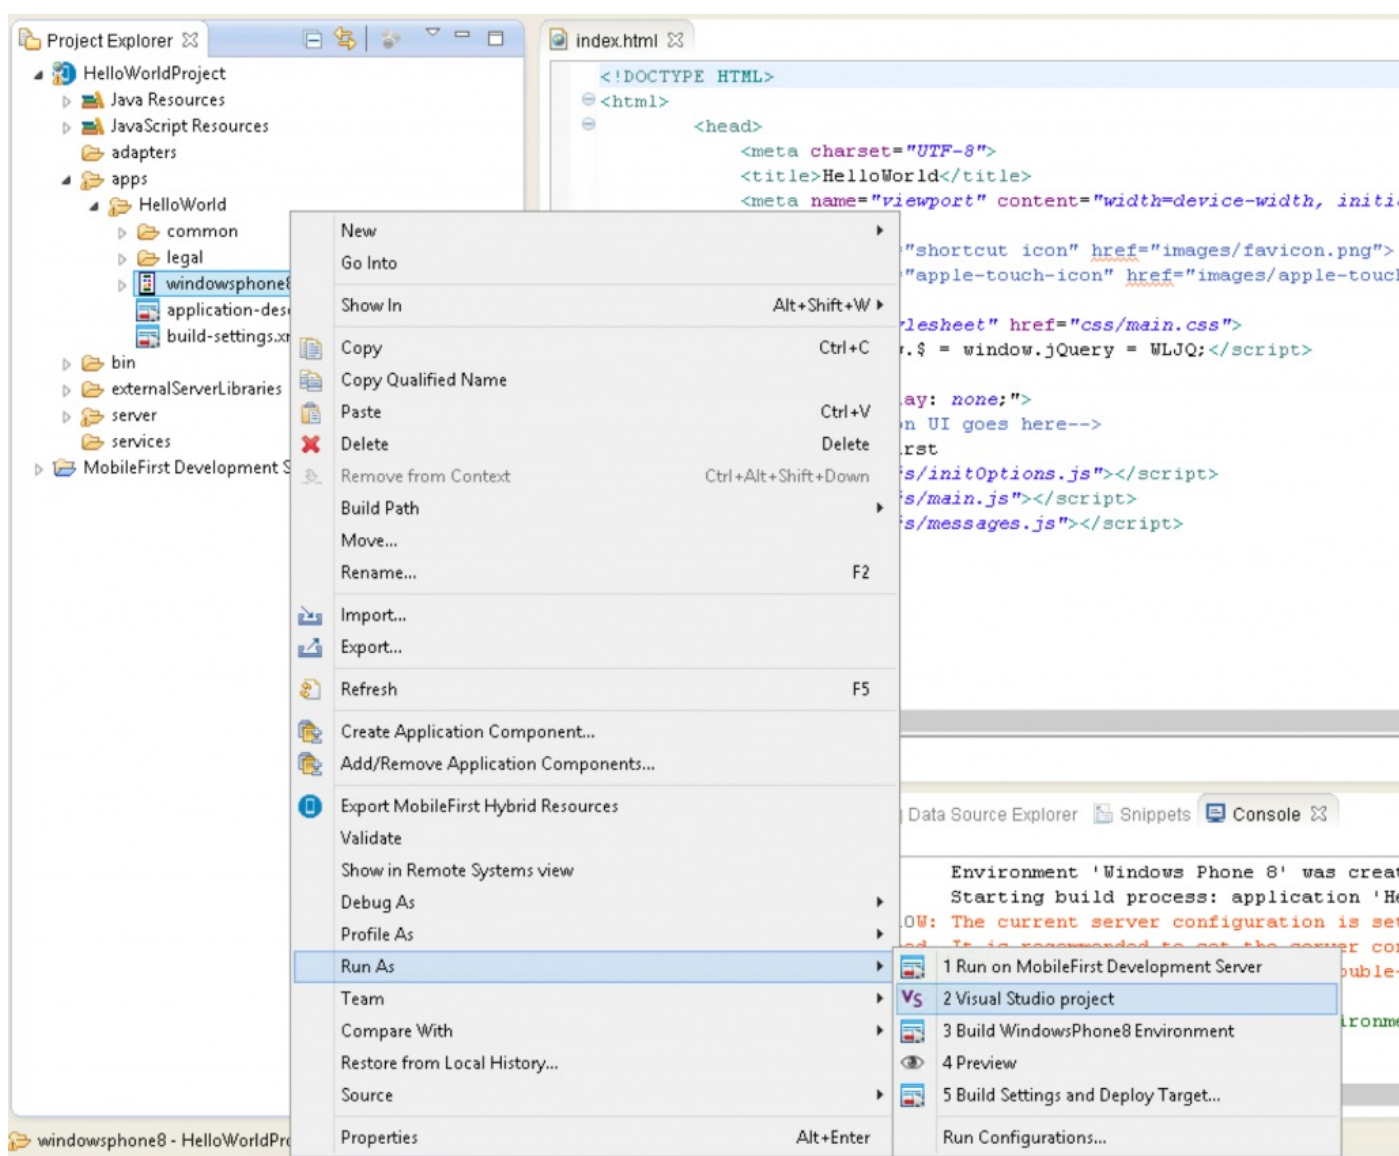 Project Explorer
HelloWorldProject
Java Resources
JavaScript Resources
adapters
apps
HelloWorld
common
legal
windowsphone8
application-des
build-settings.x
bin
externalServerLibraries
server
services
MobileFirst Development S
index.html
<!DOCTYPE HTML>
<html>
<head>
<meta charset="UTF-8">
<title>HelloWorld</title>
<meta name="viewport" content="width=device-width, initi
="shortcut icon" href="images/favicon.png">
"apple-touch-icon" href="images/apple-touc
ylesheet" href="css/main.css">
.$ = window.jQuery = WLJQ;</script>
ay: none;">
n UI goes here-->
rst
s/initOptions.js"></script>
s/main.js"></script>
s/messages.js"></script>
New
Go Into
Show In Alt+Shift+W
Copy Ctrl+C
Copy Qualified Name
Paste Ctrl+V
Delete Delete
Remove from Context Ctrl+Alt+Shift+Down
Build Path
Move...
Rename... F2
Import...
Export...
Refresh F5
Create Application Component...
Add/Remove Application Components...
Export MobileFirst Hybrid Resources
Validate
Show in Remote Systems view
Debug As
Profile As
Run As
Team
Compare With
Restore from Local History...
Source
Properties Alt+Enter
Data Source Explorer Snippets Console
Environment 'Windows Phone 8' was creat
Starting build process: application 'He
OW: The current server configuration is set
1 Run on MobileFirst Development Server
VS 2 Visual Studio project
3 Build WindowsPhone8 Environment
4 Preview
5 Build Settings and Deploy Target...
Run Configurations...
ouble-
ironme
windowsphone8 - HelloWorldPro